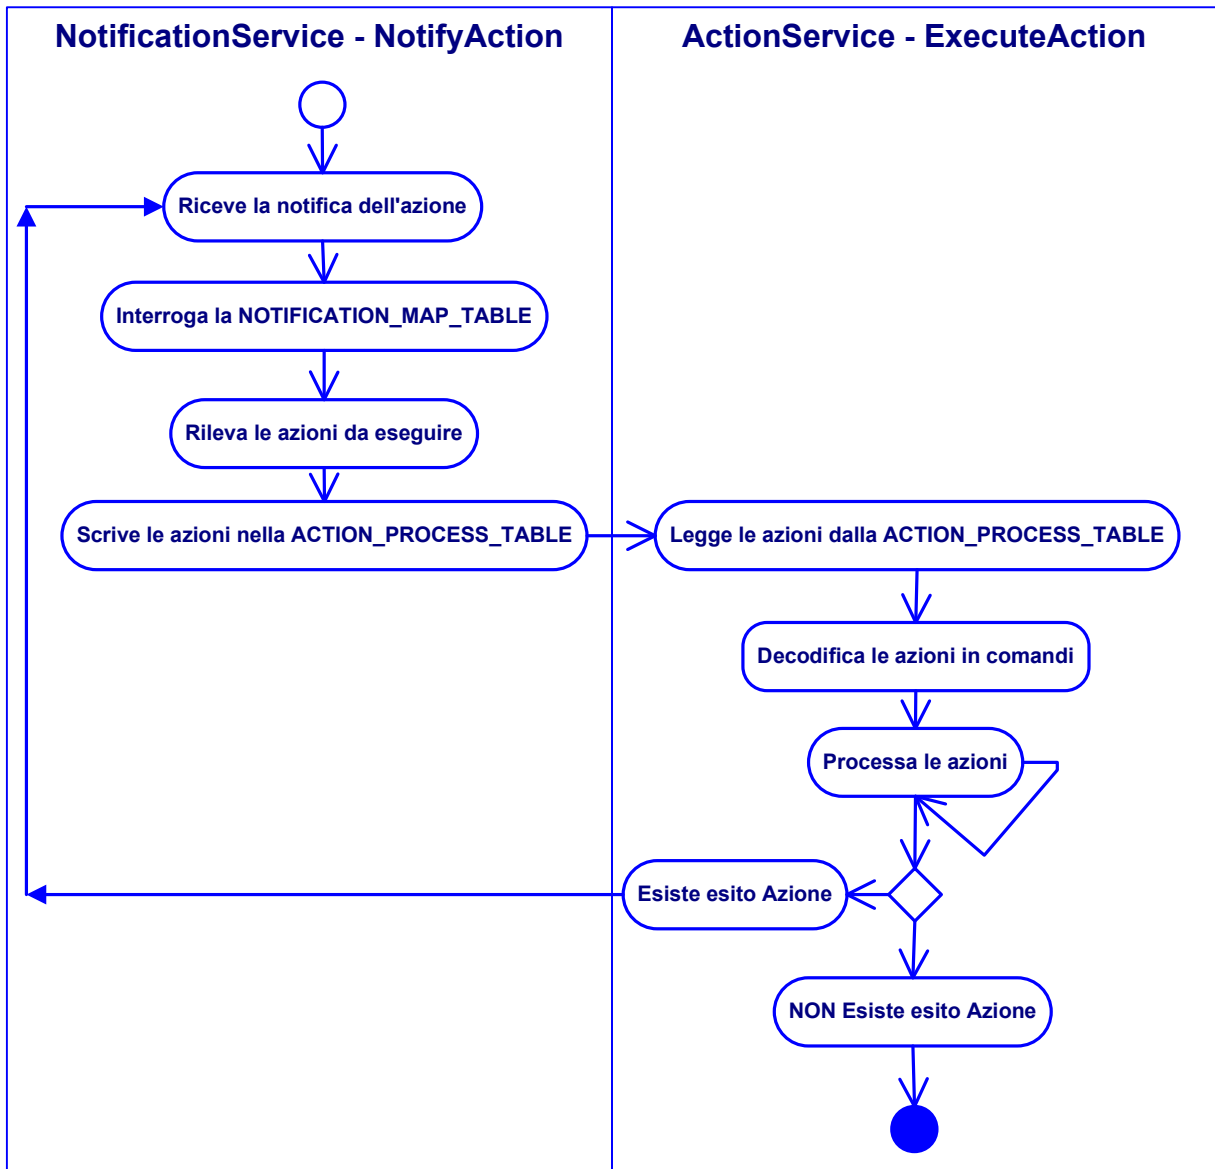 NotificationService - NotifyAction
ActionService - ExecuteAction
Riceve la notifica dell'azione
Interroga la NOTIFICATION_MAP_TABLE
Rileva le azioni da eseguire
Scrive le azioni nella ACTION_PROCESS_TABLE
Legge le azioni dalla ACTION_PROCESS_TABLE
Decodifica le azioni in comandi
Processa le azioni
Esiste esito Azione
NON Esiste esito Azione